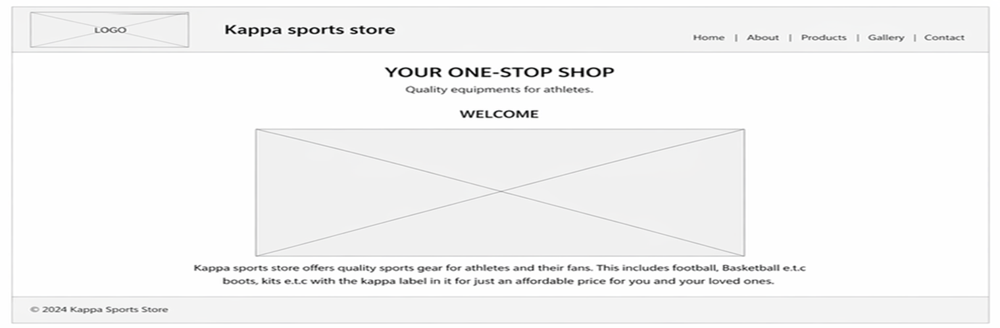 LOGO
Kappa sports store
Home | About | Products | Gallery | Contact
YOUR ONE-STOP SHOP
Quality equipments for athletes.
WELCOME
Kappa sports store offers quality sports gear for athletes and their fans. This includes football, Basketball e.t.c
boots, kits e.t.c with the kappa label in it for just an affordable price for you and your loved ones.
© 2024 Kappa Sports Store